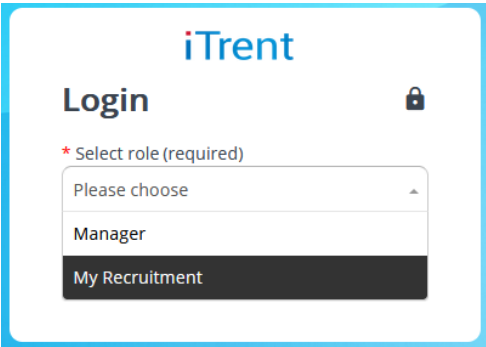 iTrent
Login
* Select role (required)
Please choose
Manager
My Recruitment